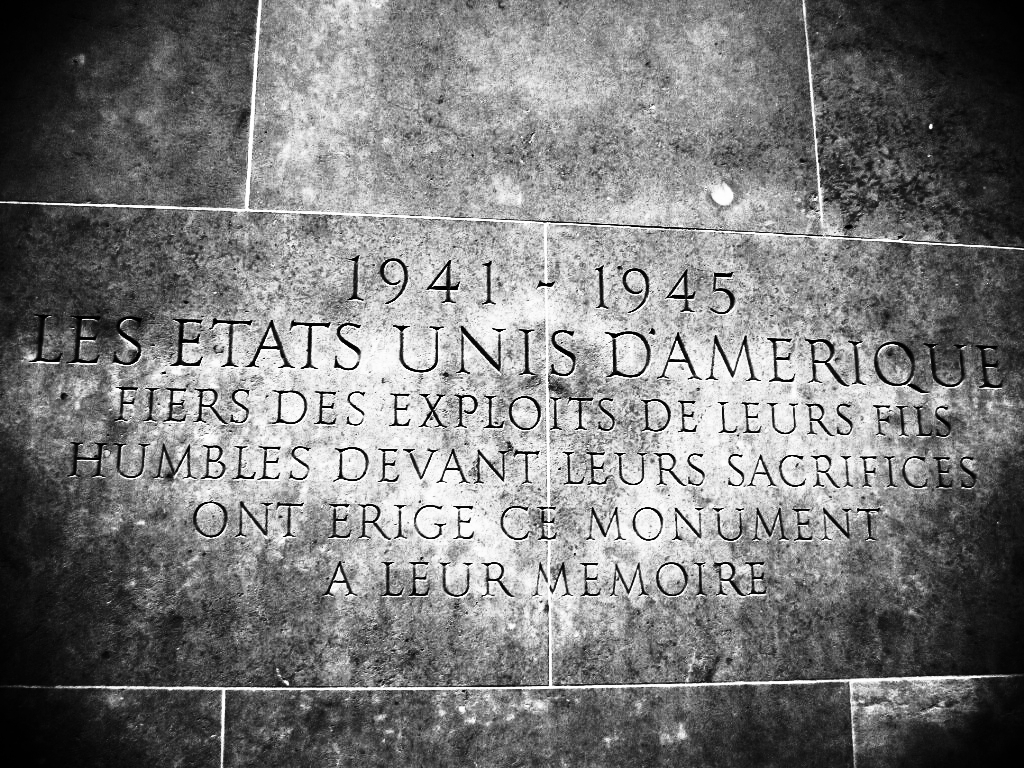 1941 - 1945
LES ETATS UNIS D'AMERIQUE
FIERS DES EXPLOITS DE LEURS FILS
HUMBLES DEVANT LEURS SACRIFICES
ONT ERIGE CE MONUMENT
A LEUR MEMOIRE